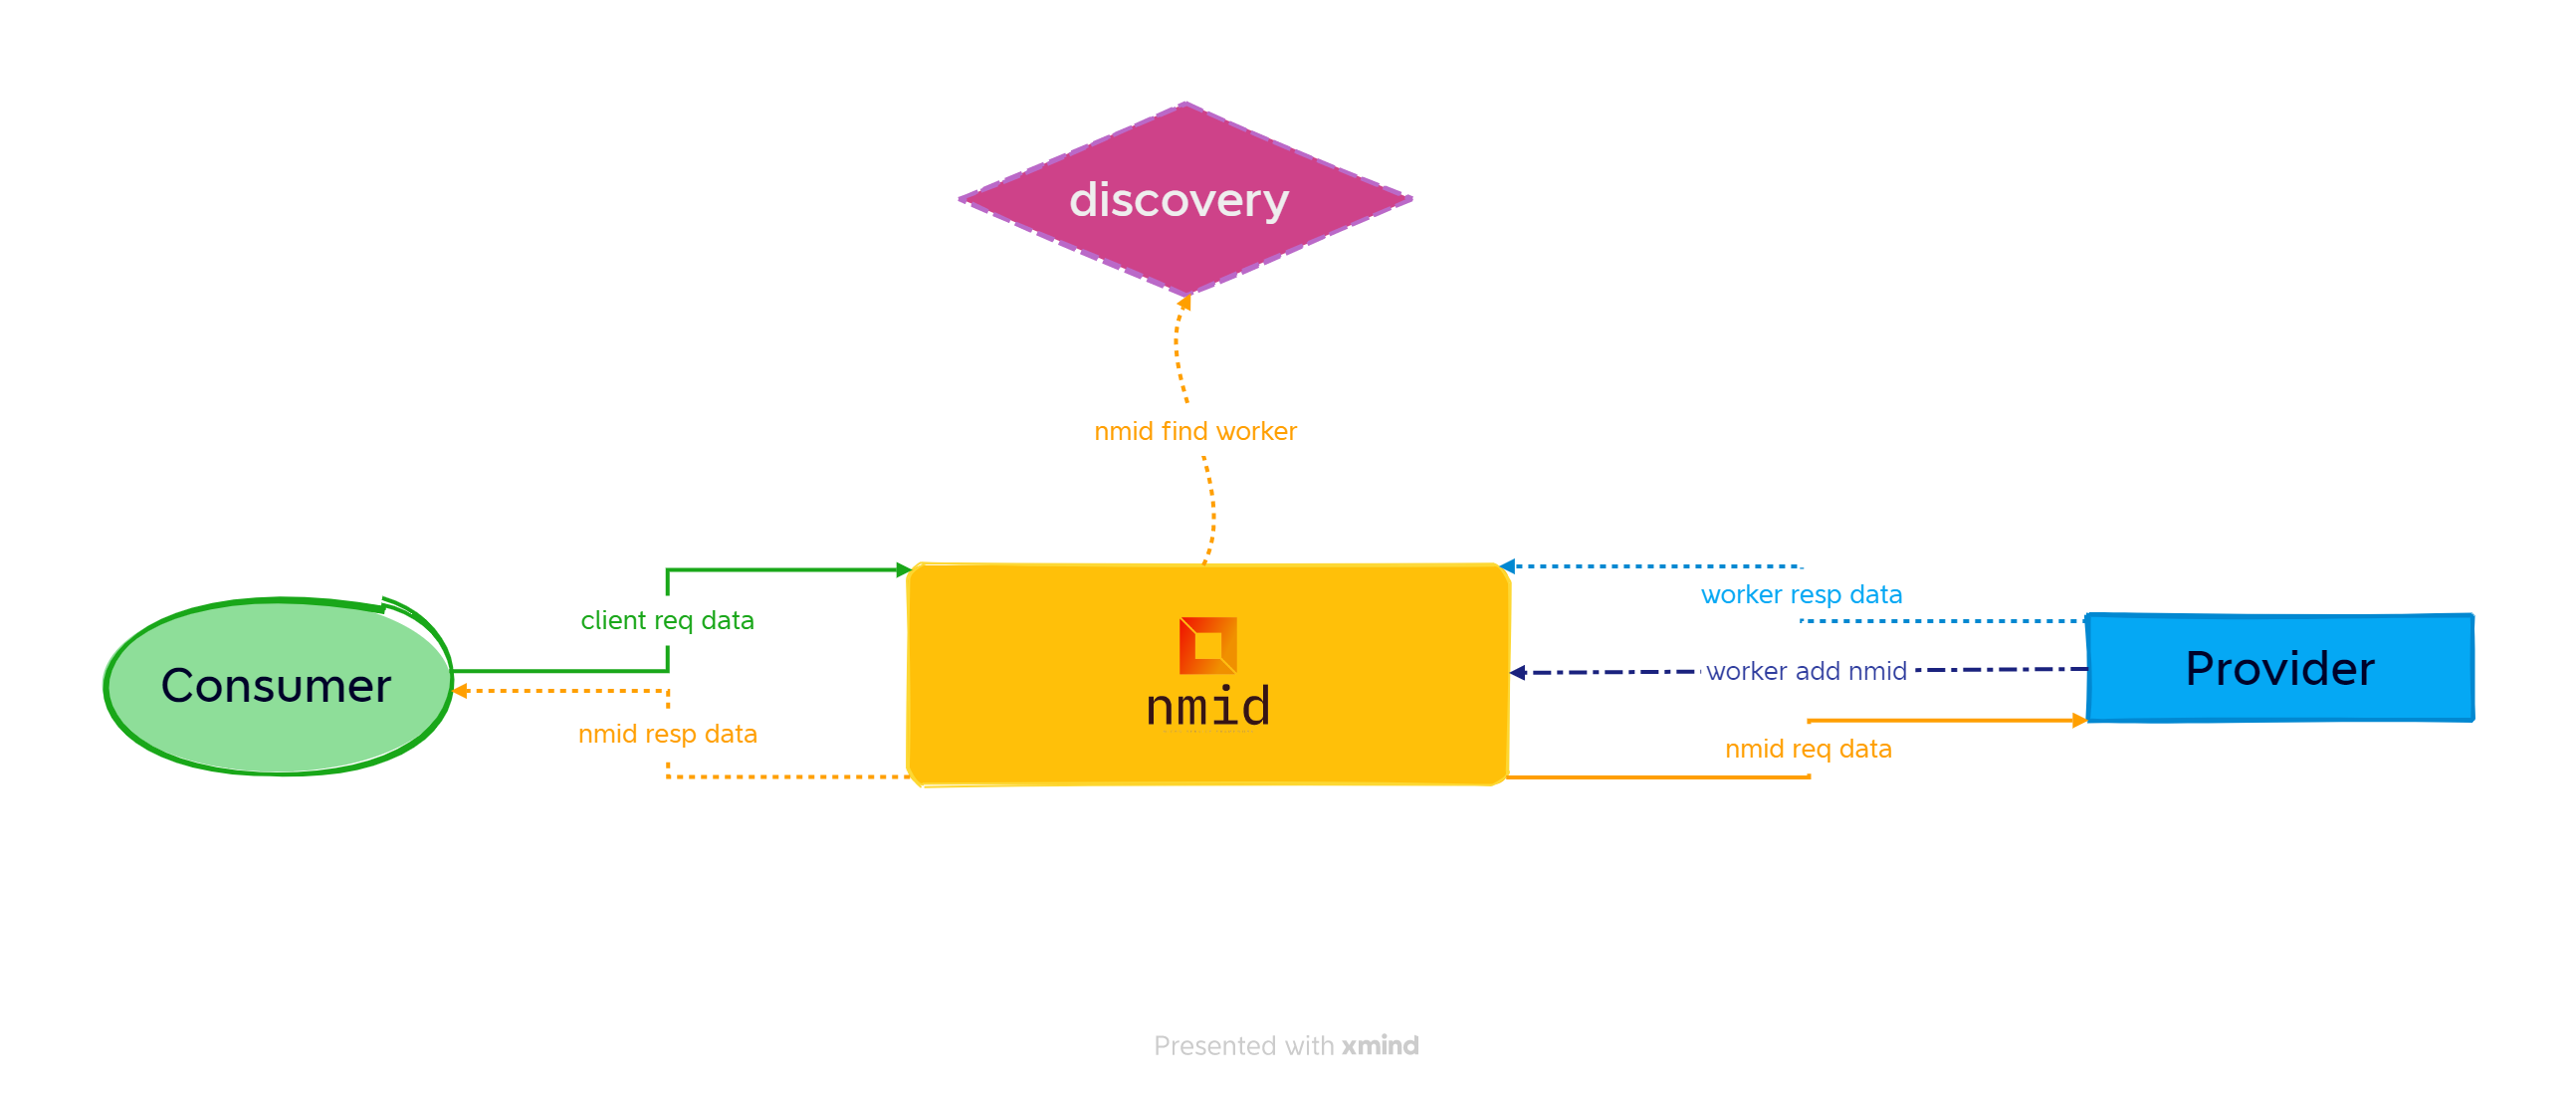 discovery
nmid find worker
client req data
worker resp data
Consumer
nmid
worker add nmid
Provider
nmid resp data
nmid req data
Presented with xmind